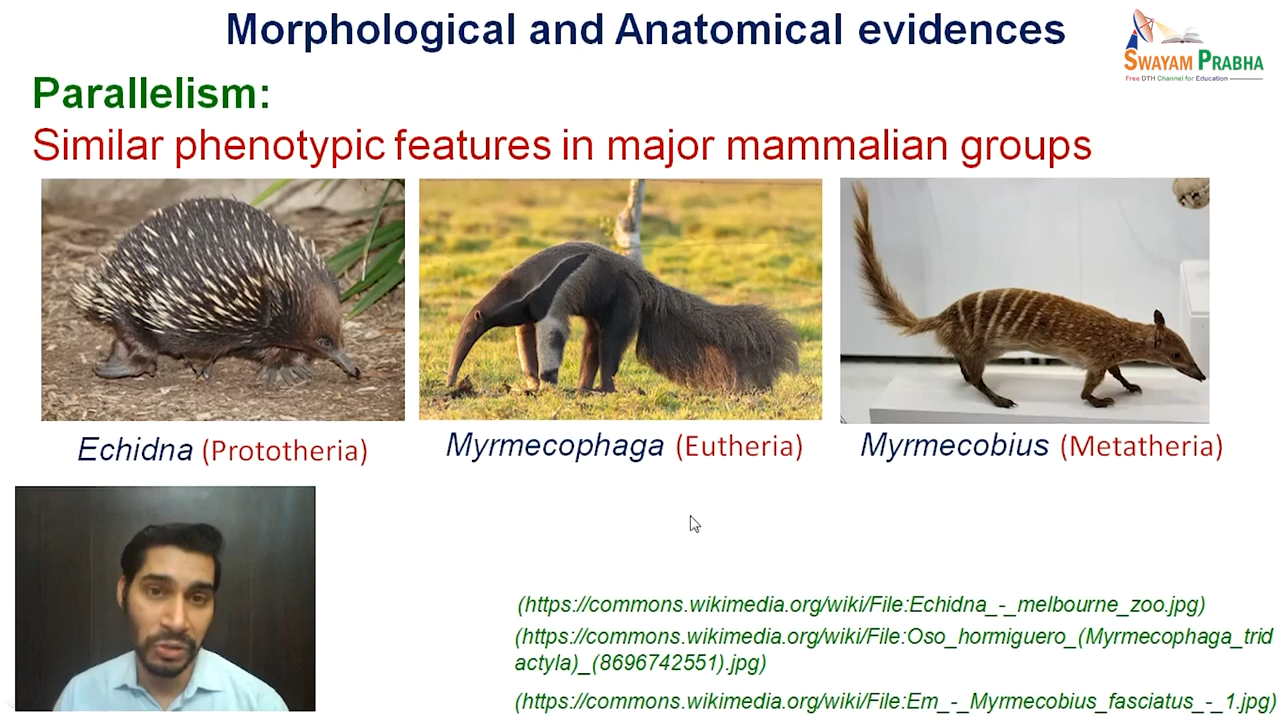 Morphological and Anatomical evidences
SWAYAM PRABHA
Free DTH Channel for Education
Parallelism:
Similar phenotypic features in major mammalian groups
Echidna (Prototheria)
Myrmecophaga (Eutheria)
Myrmecobius (Metatheria)
(https://commons.wikimedia.org/wiki/File:Echidna_-_melbourne_zoo.jpg)
(https://commons.wikimedia.org/wiki/File:Oso_hormiguero_(Myrmecophaga_trid
actyla)_(8696742551).jpg)
(https://commons.wikimedia.org/wiki/File:Em_-_Myrmecobius_fasciatus_-_1.jpg)